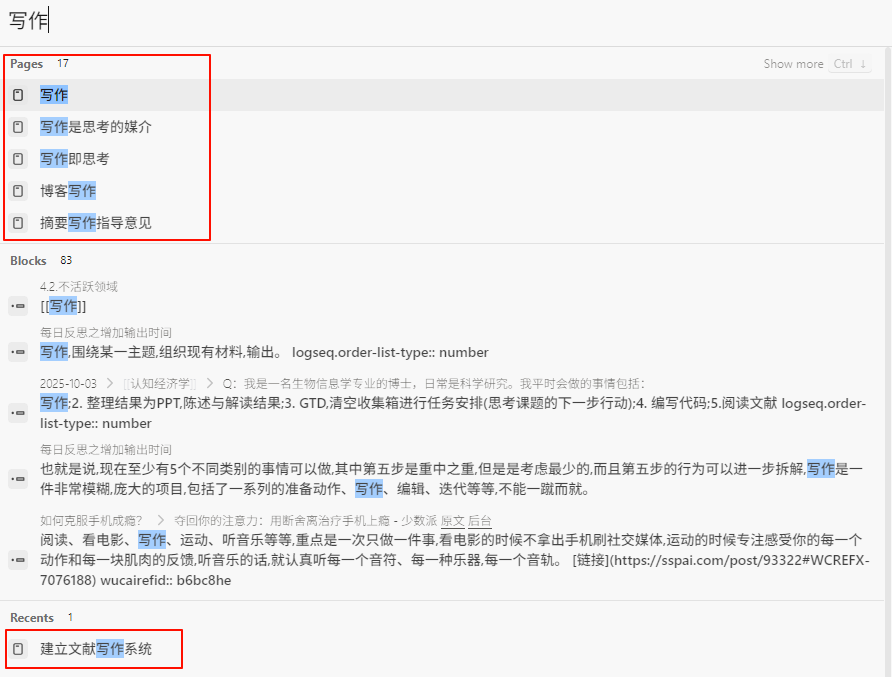 写作
Pages 17 Show more Ctrl ↓
写作
写作是思考的媒介
写作即思考
博客写作
摘要写作指导意见
Blocks 83
4.2.不活跃领域
[[写作]]
每日反思之增加输出时间
写作,围绕某一主题,组织现有材料,输出。 logseq.order-list-type:: number
2025-10-03 > [[认知经济学]] > Q：我是一名生物信息学专业的博士，日常是科学研究。我平时会做的事情包括：
写作;2. 整理结果为PPT,陈述与解读结果;3. GTD,清空收集箱进行任务安排(思考课题的下一步行动);4. 编写代码;5.阅读文献 logseq.order-
list-type:: number
每日反思之增加输出时间
也就是说,现在至少有5个不同类别的事情可以做,其中第五步是重中之重,但是是考虑最少的,而且第五步的行为可以进一步拆解,写作是一
件非常模糊,庞大的项目,包括了一系列的准备动作、写作、编辑、迭代等等,不能一蹴而就。
如何克服手机成瘾？ > 夺回你的注意力：用断舍离治疗手机上瘾 - 少数派 原文 后台
阅读、看电影、写作、运动、听音乐等等,重点是一次只做一件事,看电影的时候不拿出手机刷社交媒体,运动的时候专注感受你的每一个
动作和每一块肌肉的反馈,听音乐的话,就认真听每一个音符、每一种乐器,每一个音轨。 [链接](https://sspai.com/post/93322#WCREFX-
7076188) wucairefid:: b6bc8he
Recents 1
建立文献写作系统